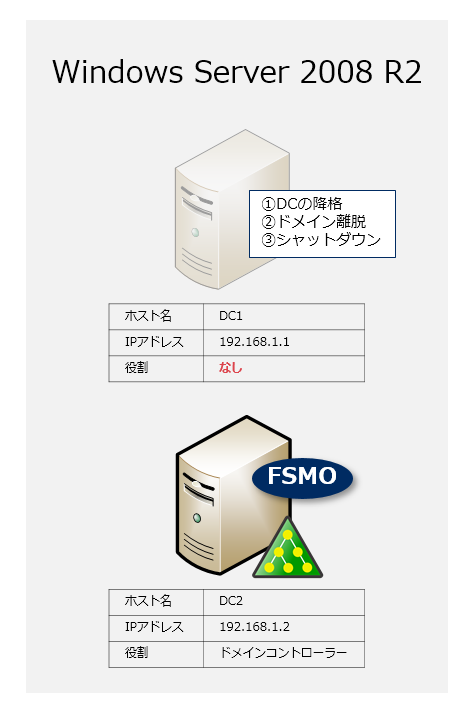 Windows Server 2008 R2
①DCの降格
②ドメイン離脱
③シャットダウン
ホスト名 DC1
IPアドレス 192.168.1.1
役割 なし
FSMO
ホスト名 DC2
IPアドレス 192.168.1.2
役割 ドメインコントローラー